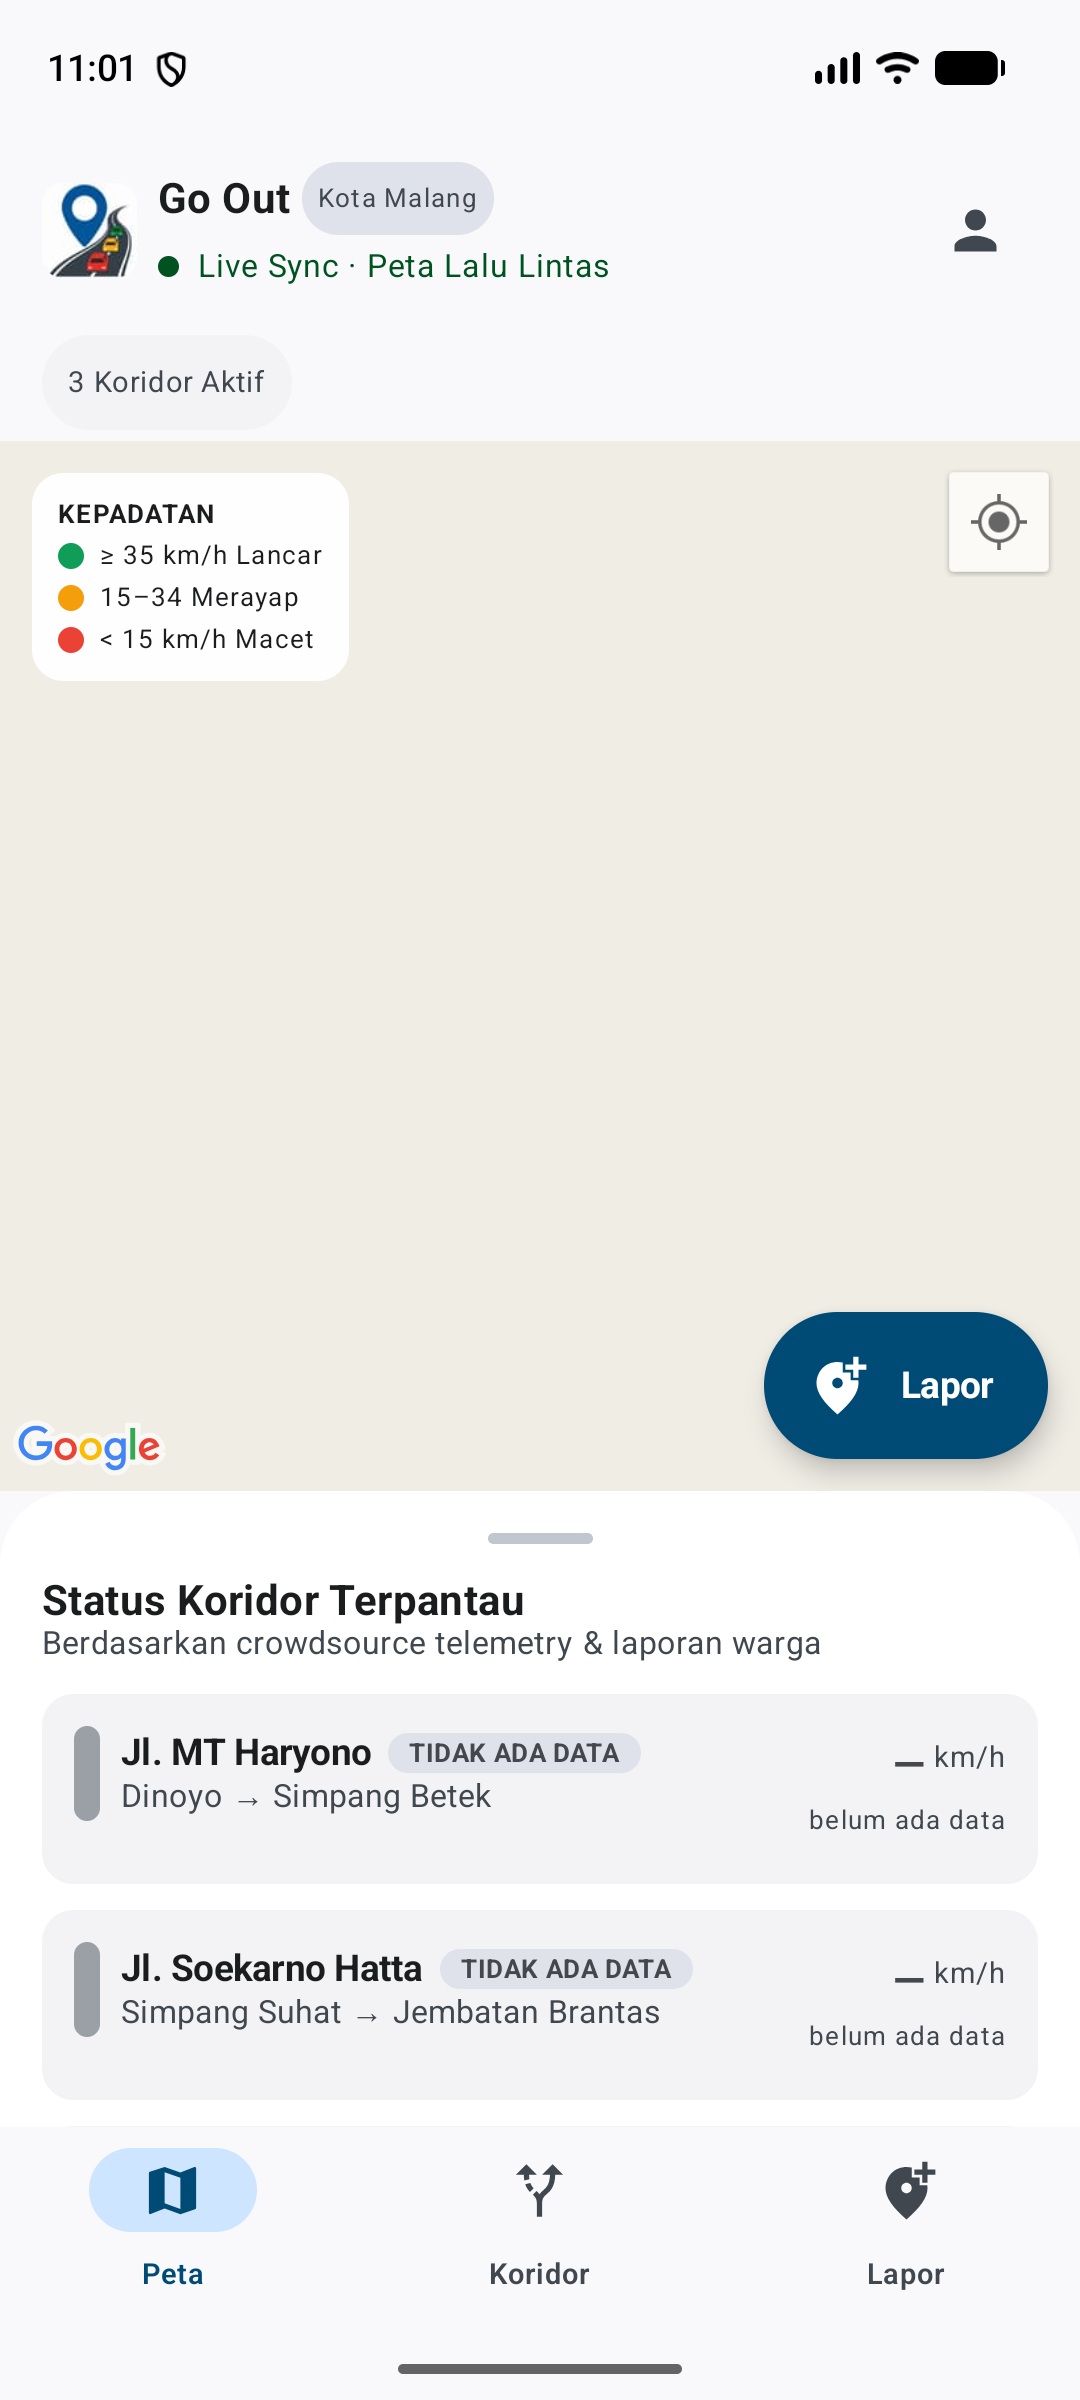 11:01
Go Out
Kota Malang
Live Sync · Peta Lalu Lintas
3 Koridor Aktif
KEPADATAN
≥ 35 km/h Lancar
15–34 Merayap
< 15 km/h Macet
Lapor
Google
Status Koridor Terpantau
Berdasarkan crowdsource telemetry & laporan warga
Jl. MT Haryono
TIDAK ADA DATA
— km/h
Dinoyo → Simpang Betek
belum ada data
Jl. Soekarno Hatta
TIDAK ADA DATA
— km/h
Simpang Suhat → Jembatan Brantas
belum ada data
Peta
Koridor
Lapor